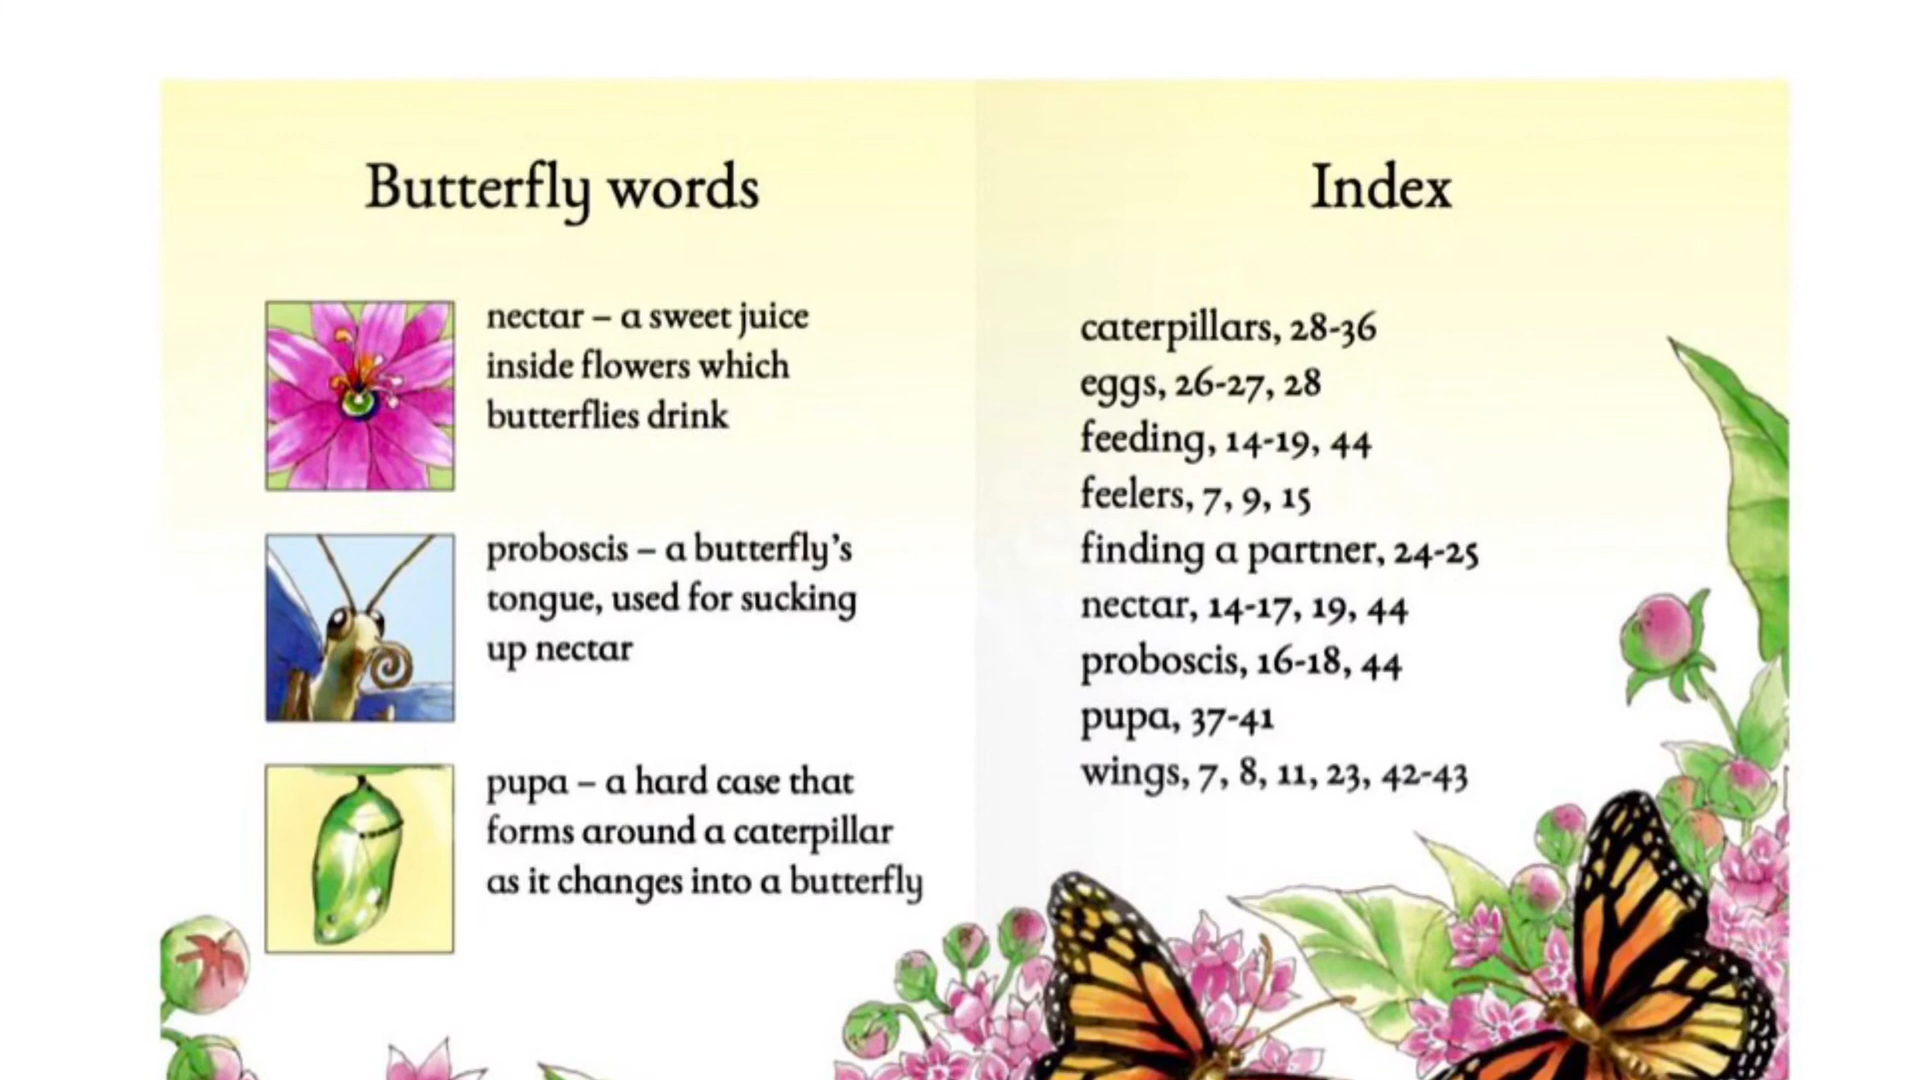 Butterfly words
nectar – a sweet juice
inside flowers which
butterflies drink
proboscis – a butterfly's
tongue, used for sucking
up nectar
pupa – a hard case that
forms around a caterpillar
as it changes into a butterfly
Index
caterpillars, 28-36
eggs, 26-27, 28
feeding, 14-19, 44
feelers, 7, 9, 15
finding a partner, 24-25
nectar, 14-17, 19, 44
proboscis, 16-18, 44
pupa, 37-41
wings, 7, 8, 11, 23, 42-43